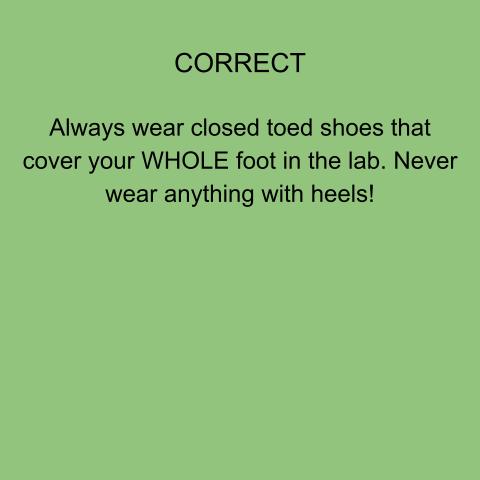 CORRECT
Always wear closed toed shoes that
cover your WHOLE foot in the lab. Never
wear anything with heels!